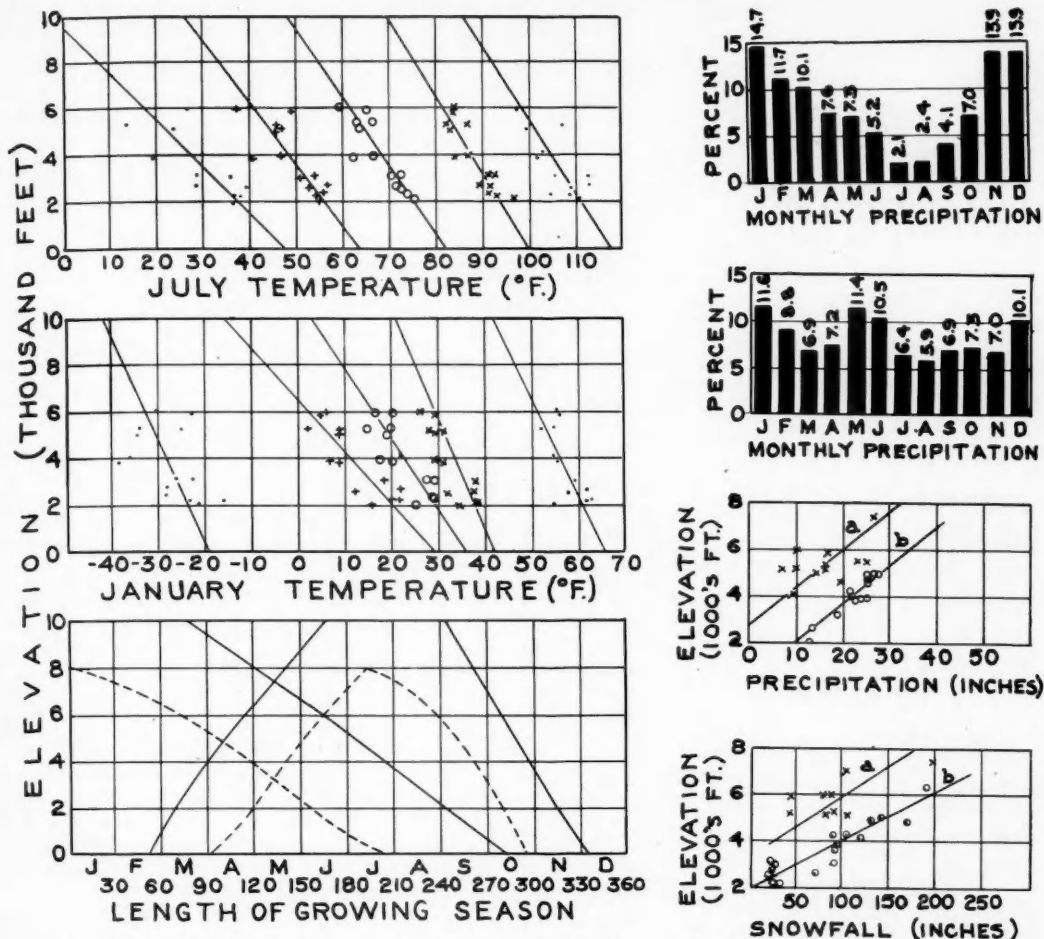 ELEVATION (THOUSAND FEET)
10
8
6
4
2
0
0 10 20 30 40 50 60 70 80 90 100 110
JULY TEMPERATURE (°F.)
10
8
6
4
2
0
-40 -30 -20 -10 0 10 20 30 40 50 60 70
JANUARY TEMPERATURE (°F.)
10
8
6
4
2
0
J F M A M J J A S O N D
30 60 90 120 150 180 210 240 270 300 330 360
LENGTH OF GROWING SEASON
PERCENT
15
10
5
0
14.7 11.7 10.1 7.6 7.3 5.2 2.1 2.4 4.1 7.0 13.9 13.9
J F M A M J J A S O N D
MONTHLY PRECIPITATION
PERCENT
15
10
5
0
11.6 8.8 6.9 7.2 11.4 10.5 6.4 5.9 6.9 7.3 7.0 10.1
J F M A M J J A S O N D
MONTHLY PRECIPITATION
ELEVATION
(1000'S FT.)
8
6
4
2
a
b
0 10 20 30 40 50
PRECIPITATION (INCHES)
ELEVATION
(1000'S FT.)
8
6
4
2
a
b
50 100 150 200 250
SNOWFALL (INCHES)